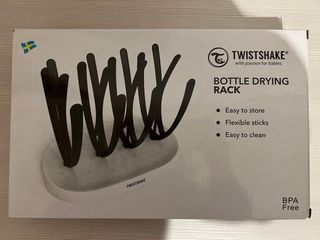 TWISTSHAKE®
with passion for babies
BOTTLE DRYING
RACK
• Easy to store
• Flexible sticks
• Easy to clean
TWISTSHAKE
BPA
Free